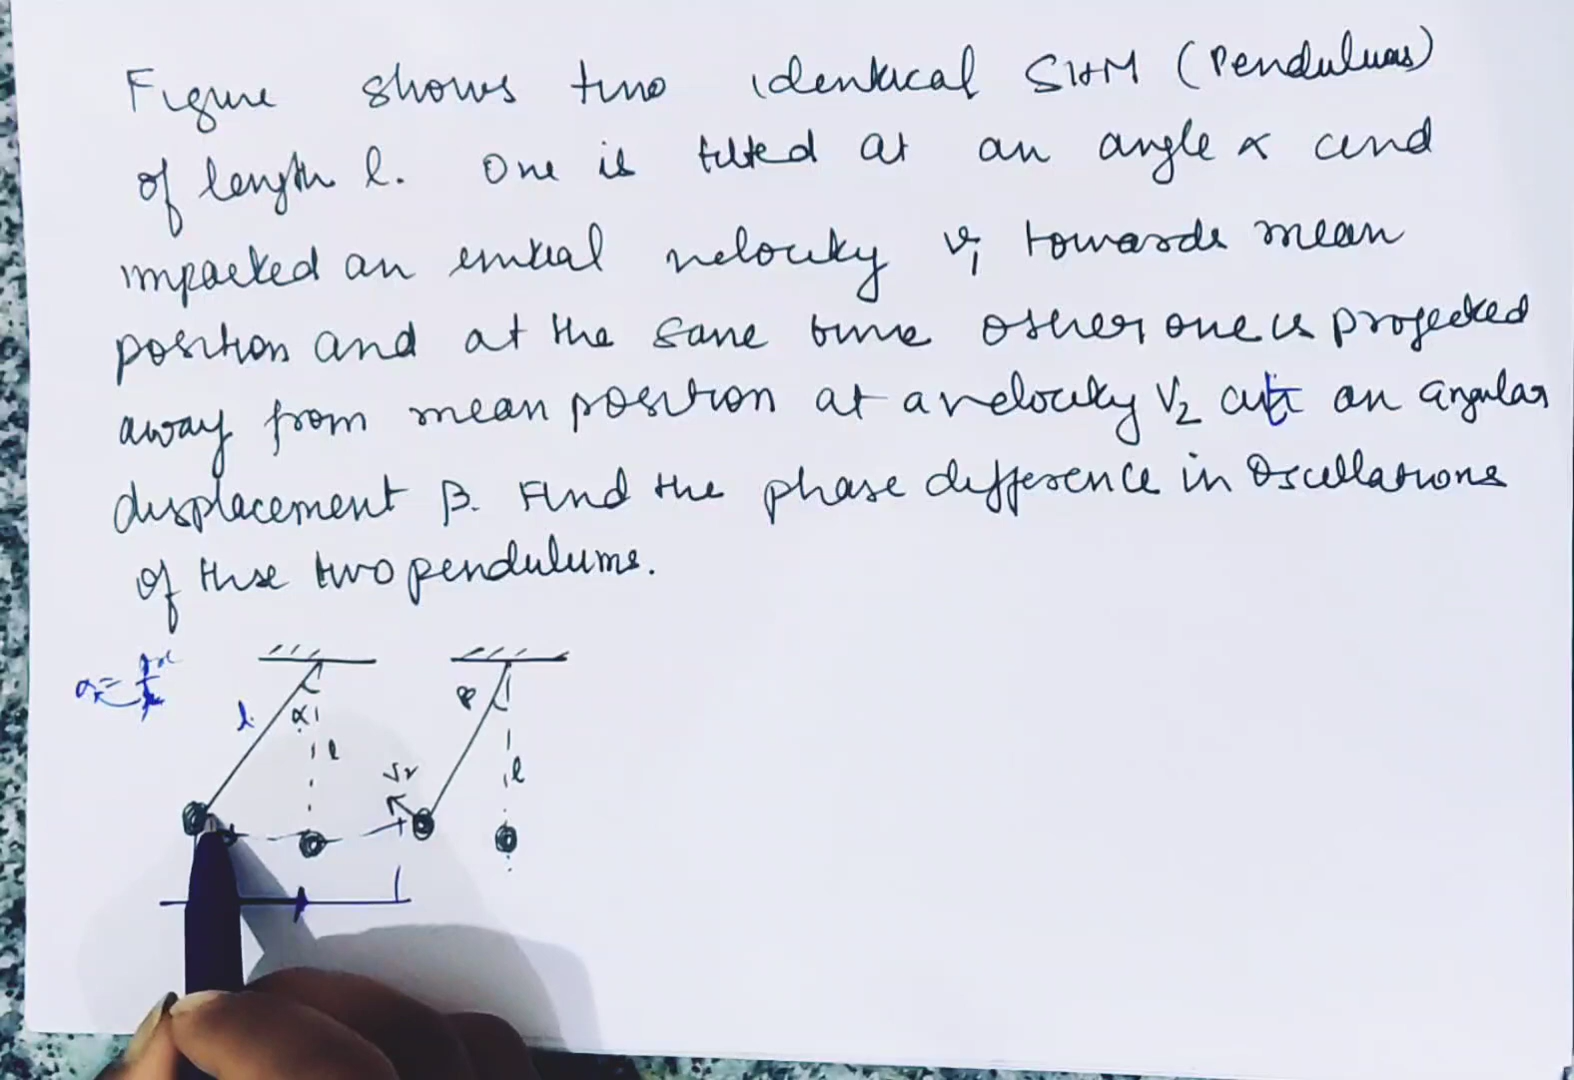 Figure shows two identical SHM (Pendulums)
of length l. One is tilted at an angle α and
imparted an initial velocity v₁ towards mean
position and at the same time other one is projected
away from mean position at a velocity V₂ at an angular
displacement β. Find the phase difference in Oscillations
of these two pendulums.
l α l
β l